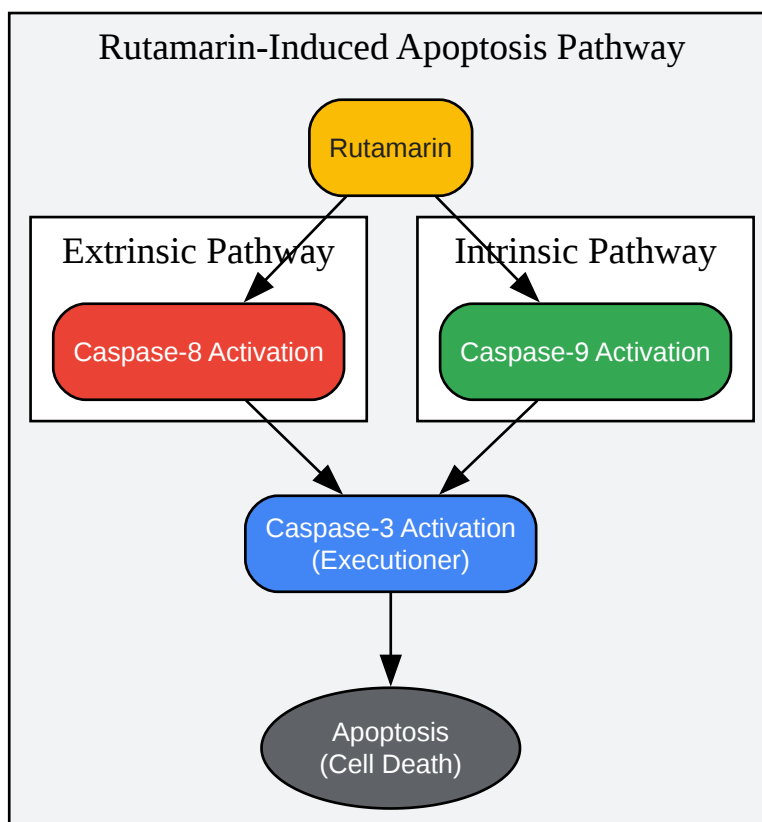 Rutamarin-Induced Apoptosis Pathway
Rutamarin
Extrinsic Pathway
Intrinsic Pathway
Caspase-8 Activation
Caspase-9 Activation
Caspase-3 Activation
(Executioner)
Apoptosis
(Cell Death)